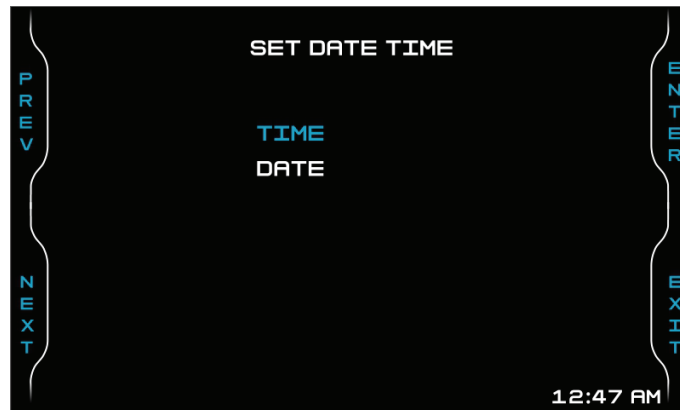 SET DATE TIME
PREV
ENTER
TIME
DATE
NEXT
EXIT
12:47 AM